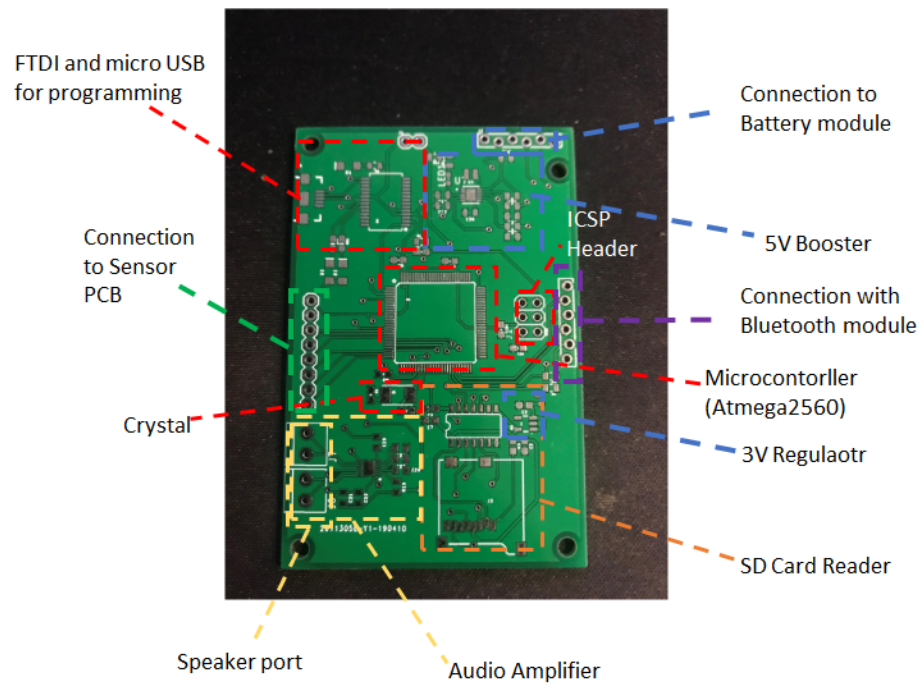 FTDI and micro USB
for programming
Connection to
Battery module
ICSP
Header
5V Booster
Connection
to Sensor
PCB
Connection with
Bluetooth module
Microcontorller
(Atmega2560)
Crystal
3V Regulaotr
SD Card Reader
Speaker port
Audio Amplifier